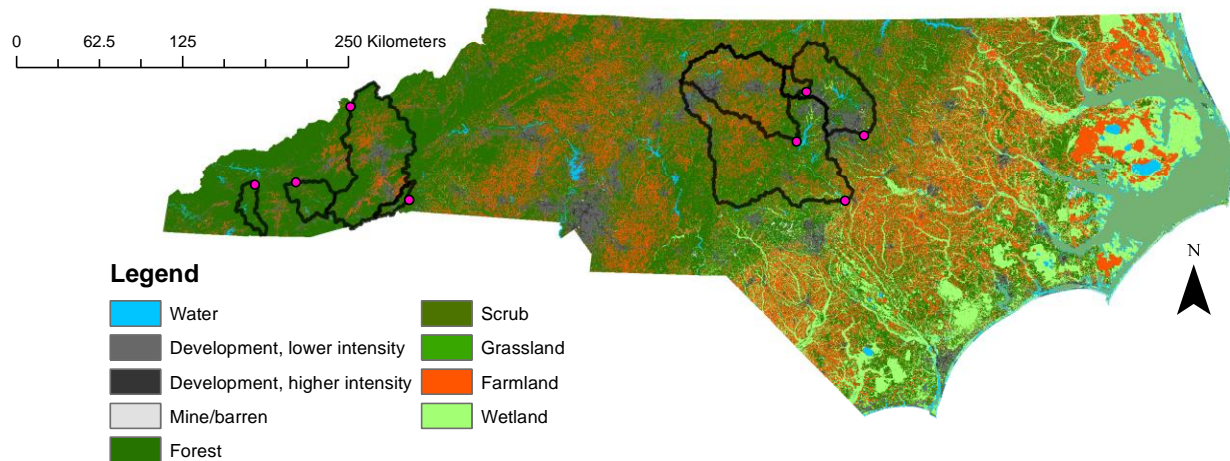 0 62.5 125 250 Kilometers
N
Legend
Water
Development, lower intensity
Development, higher intensity
Mine/barren
Forest
Scrub
Grassland
Farmland
Wetland